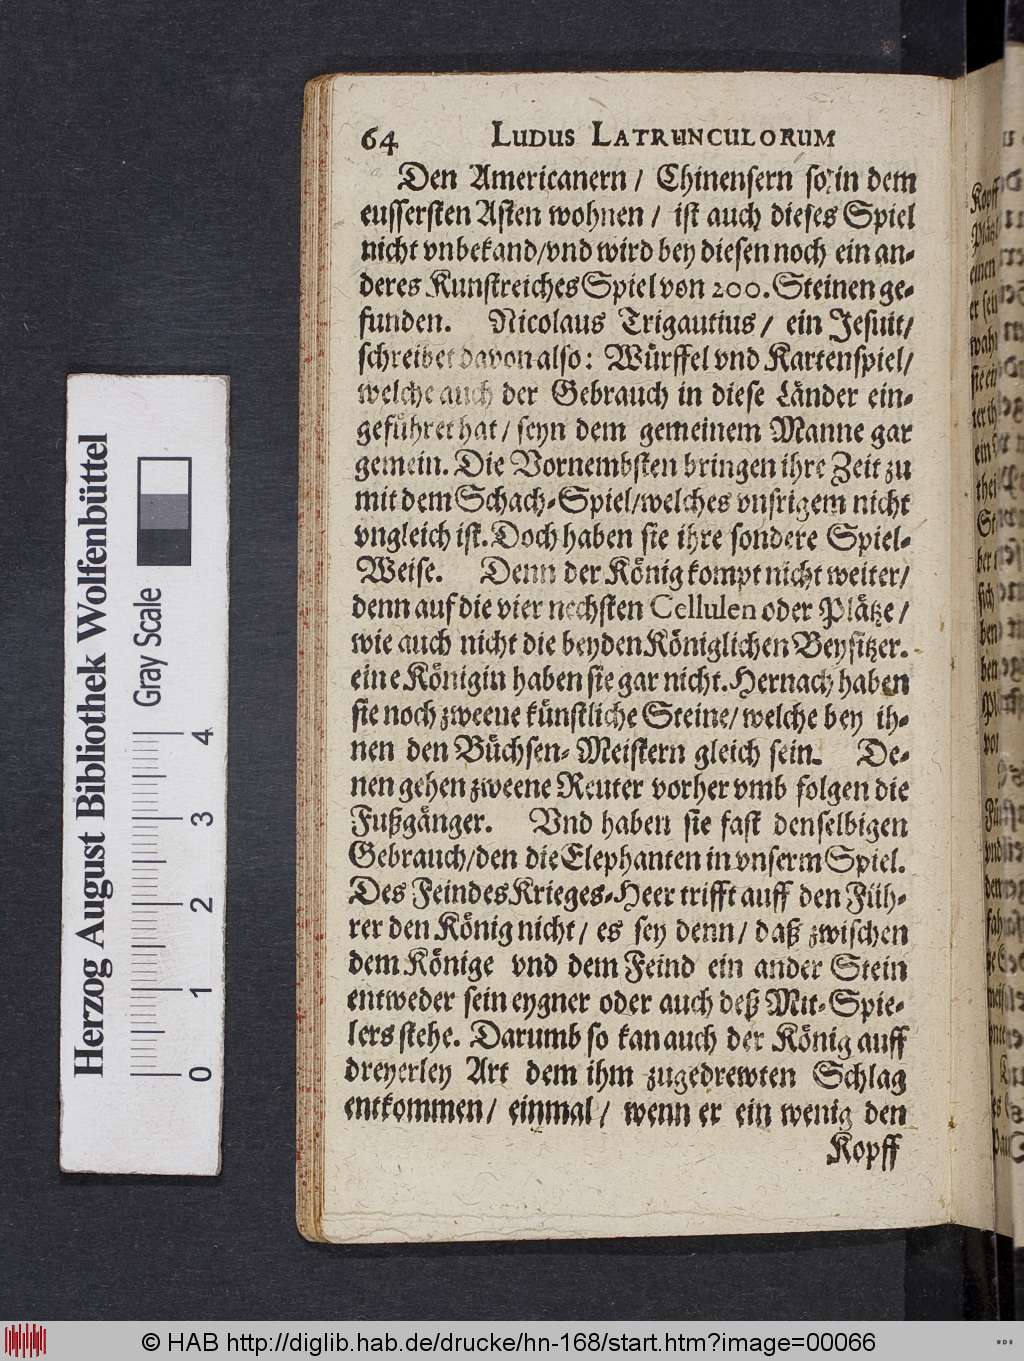 64 LUDUS LATRUNCULORUM
Den Americanern / Chinensern so in dem
eussersten Asten wohnen / ist auch dieses Spiel
nicht vnbekand/vnd wird bey diesen noch ein an-
deres Kunstreiches Spiel von 200. Steinen ge-
funden. Nicolaus Trigautius / ein Jesuit/
schreibet davon also: Würffel vnd Kartenspiel/
welche auch der Gebrauch in diese Länder ein-
geführet hat / seyn dem gemeinem Manne gar
gemein. Die Vornembsten bringen ihre Zeit zu
mit dem Schach-Spiel/welches vnsrigem nicht
vngleich ist. Doch haben sie ihre sondere Spiel-
Weise. Denn der König kompt nicht weiter/
denn auf die vier nechsten Cellulen oder Plätze /
wie auch nicht die beyden Königlichen Beysitzer.
eine Königin haben sie gar nicht. Hernach haben
sie noch zweene künstliche Steine/ welche bey ih-
nen den Büchsen- Meistern gleich sein. De-
nen gehen zweene Reuter vorher vmb folgen die
Fußgänger. Vnd haben sie fast denselbigen
Gebrauch/den die Elephanten in vnserm Spiel.
Des Feindes Krieges-Heer trifft auff den Füh-
rer den König nicht / es sey denn / daß zwischen
dem Könige vnd dem Feind ein ander Stein
entweder sein eygner oder auch deß Mit-Spie-
lers stehe. Darumb so kan auch der König auff
dreyerley Art dem ihm zugedrewten Schlag
entkommen/ einmal / wenn er ein wenig den
Kopff
Herzog August Bibliothek Wolfenbüttel
Gray Scale
0 1 2 3 4
© HAB http://diglib.hab.de/drucke/hn-168/start.htm?image=00066